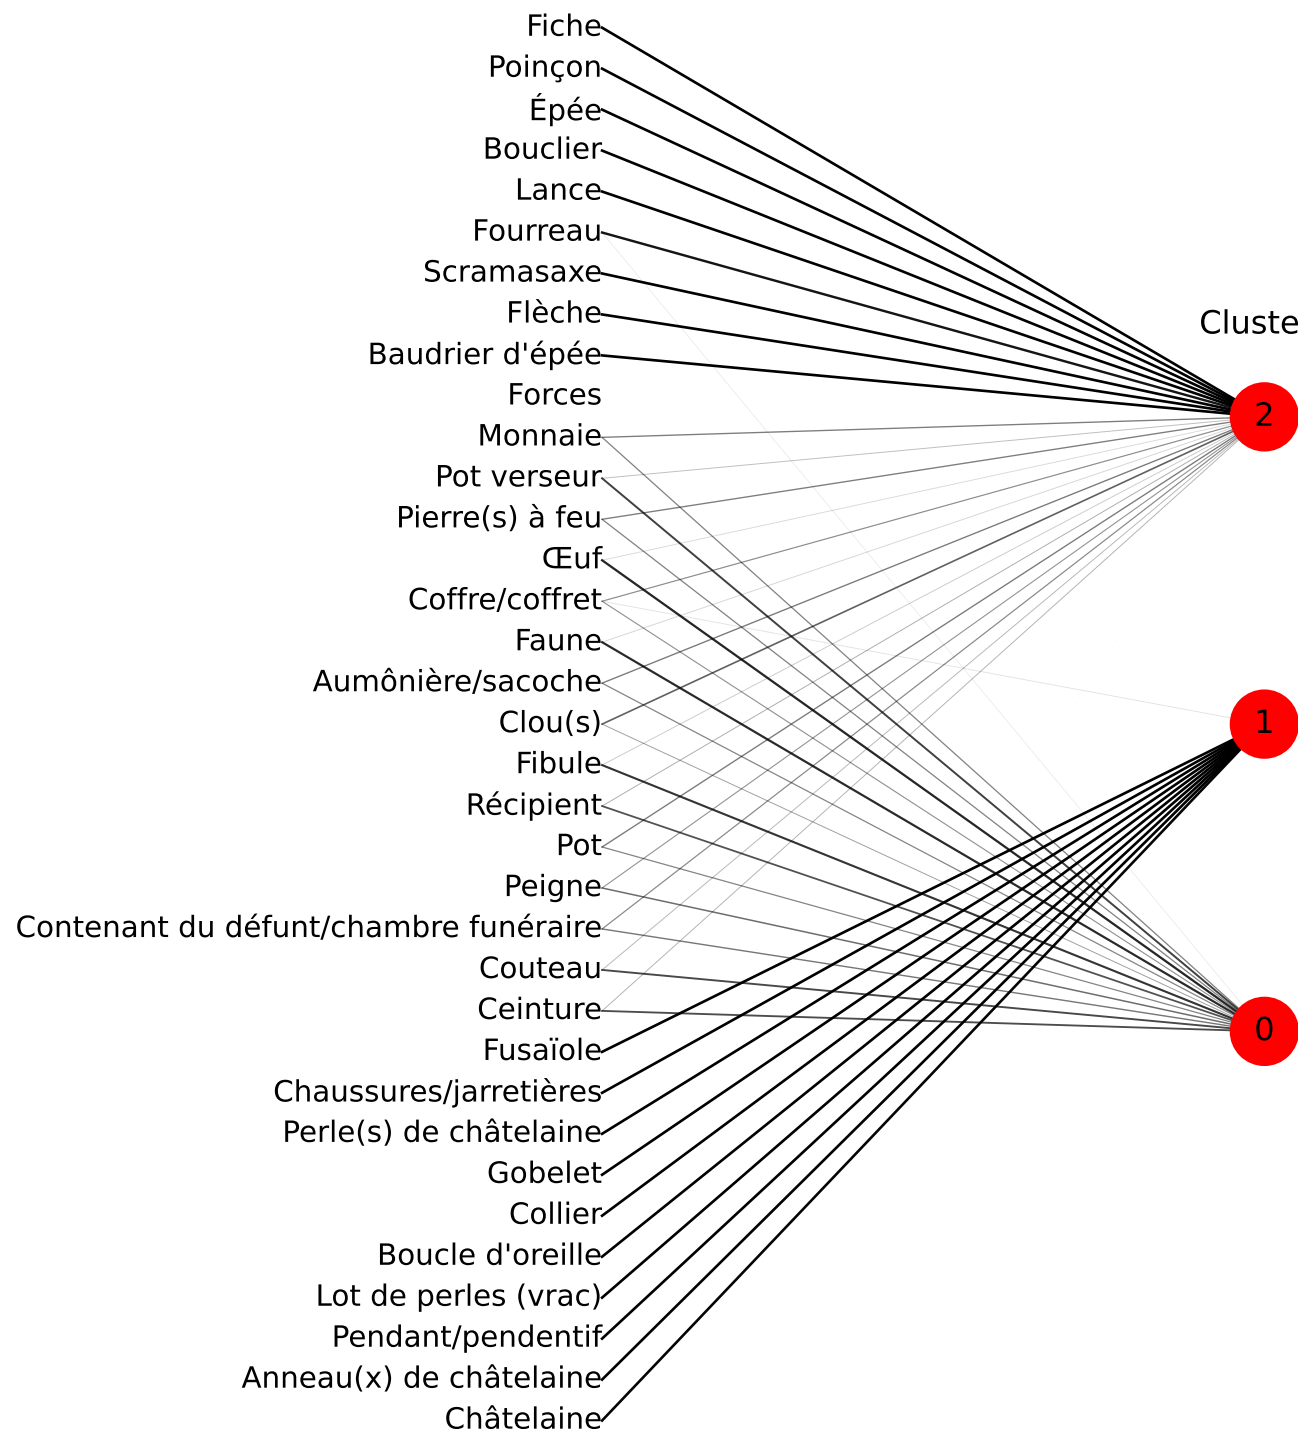 Fiche
Poinçon
Épée
Bouclier
Lance
Fourreau
Scramasaxe
Flèche
Baudrier d'épée
Forces
Monnaie
Pot verseur
Pierre(s) à feu
Œuf
Coffre/coffret
Faune
Aumônière/sacoche
Clou(s)
Fibule
Récipient
Pot
Peigne
Contenant du défunt/chambre funéraire
Couteau
Ceinture
Fusaïole
Chaussures/jarretières
Perle(s) de châtelaine
Gobelet
Collier
Boucle d'oreille
Lot de perles (vrac)
Pendant/pendentif
Anneau(x) de châtelaine
Châtelaine
Cluste
2
1
0